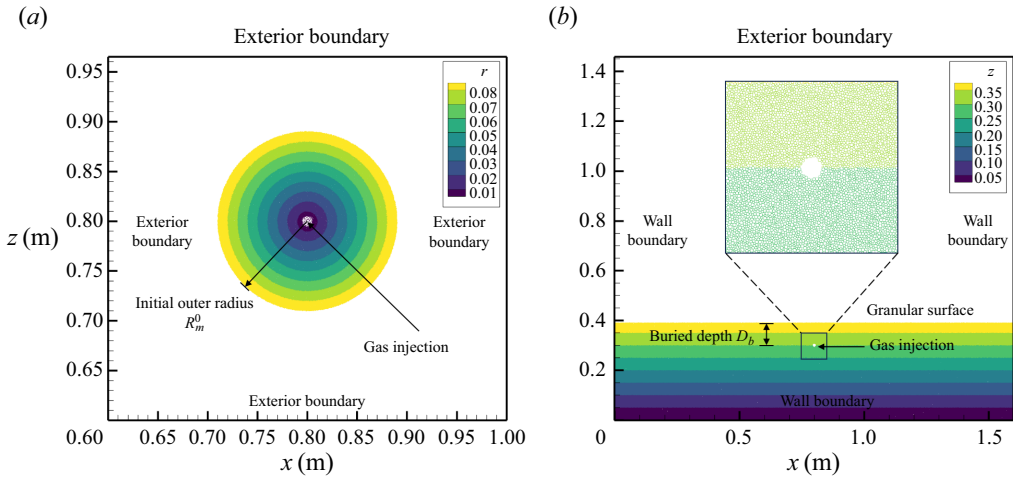 (a)
Exterior boundary
r
0.08
0.07
0.06
0.05
0.04
0.03
0.02
0.01
0.95
0.90
0.85
0.80
0.75
0.70
0.65
0.60
z (m)
Exterior
boundary
Exterior
boundary
Initial outer radius
R_m^0
Gas injection
Exterior boundary
0.65
0.70
0.75
0.80
0.85
0.90
0.95
1.00
x (m)
(b)
Exterior boundary
z
0.35
0.30
0.25
0.20
0.15
0.10
0.05
1.4
1.2
1.0
0.8
0.6
0.4
0.2
0
Wall
boundary
Wall
boundary
Granular surface
Buried depth D_b
Gas injection
Wall boundary
0.5
1.0
1.5
x (m)